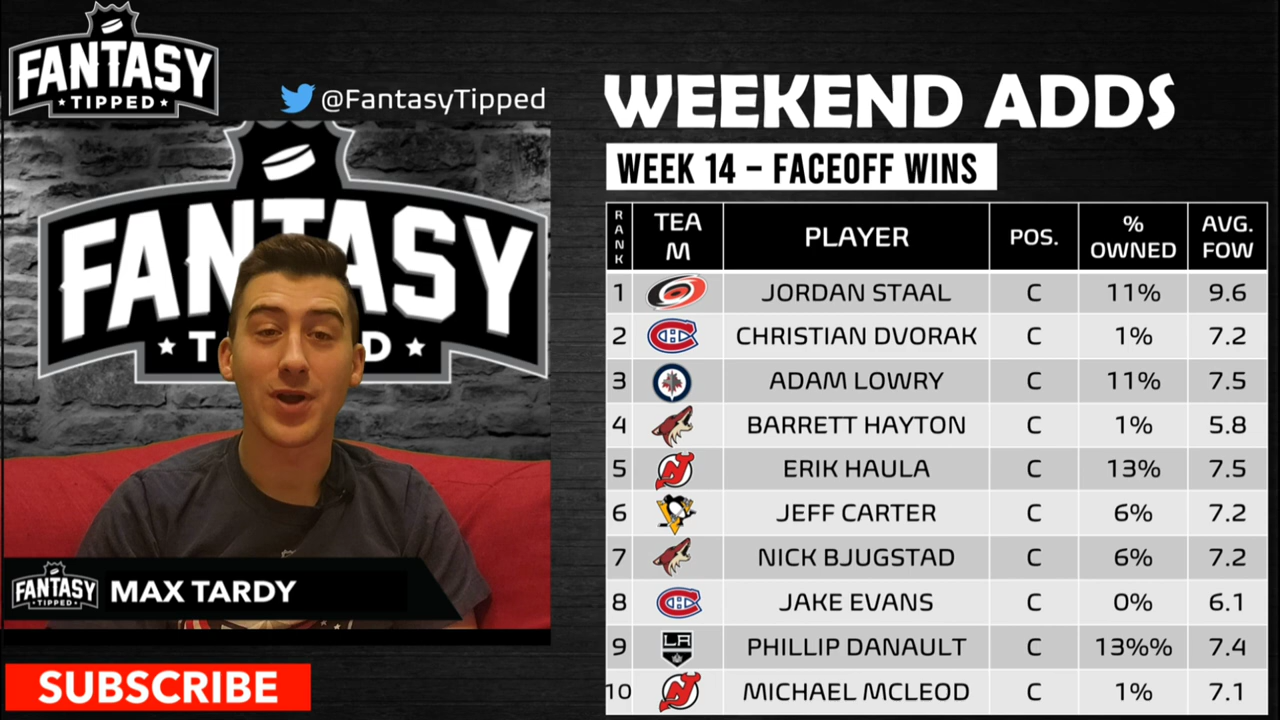 FANTASY
TIPPED
@FantasyTipped
FANTASY
FANTASY
TIPPED
MAX TARDY
SUBSCRIBE
WEEKEND ADDS
WEEK 14 – FACEOFF WINS
RANK TEAM PLAYER POS. % OWNED AVG. FOW
1 JORDAN STAAL C 11% 9.6
2 CHRISTIAN DVORAK C 1% 7.2
3 ADAM LOWRY C 11% 7.5
4 BARRETT HAYTON C 1% 5.8
5 ERIK HAULA C 13% 7.5
6 JEFF CARTER C 6% 7.2
7 NICK BJUGSTAD C 6% 7.2
8 JAKE EVANS C 0% 6.1
9 LA PHILLIP DANAULT C 13%% 7.4
10 MICHAEL MCLEOD C 1% 7.1